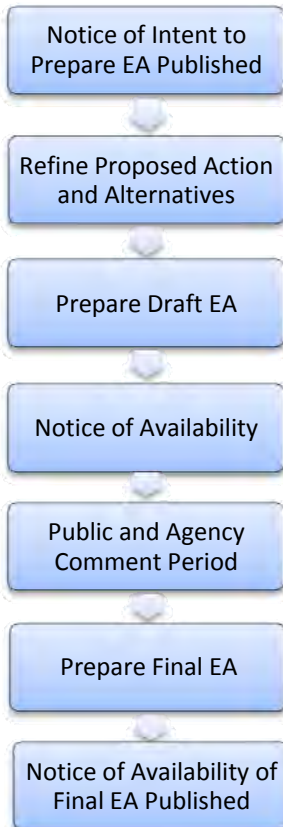 Notice of Intent to
Prepare EA Published
Refine Proposed Action
and Alternatives
Prepare Draft EA
Notice of Availability
Public and Agency
Comment Period
Prepare Final EA
Notice of Availability of
Final EA Published